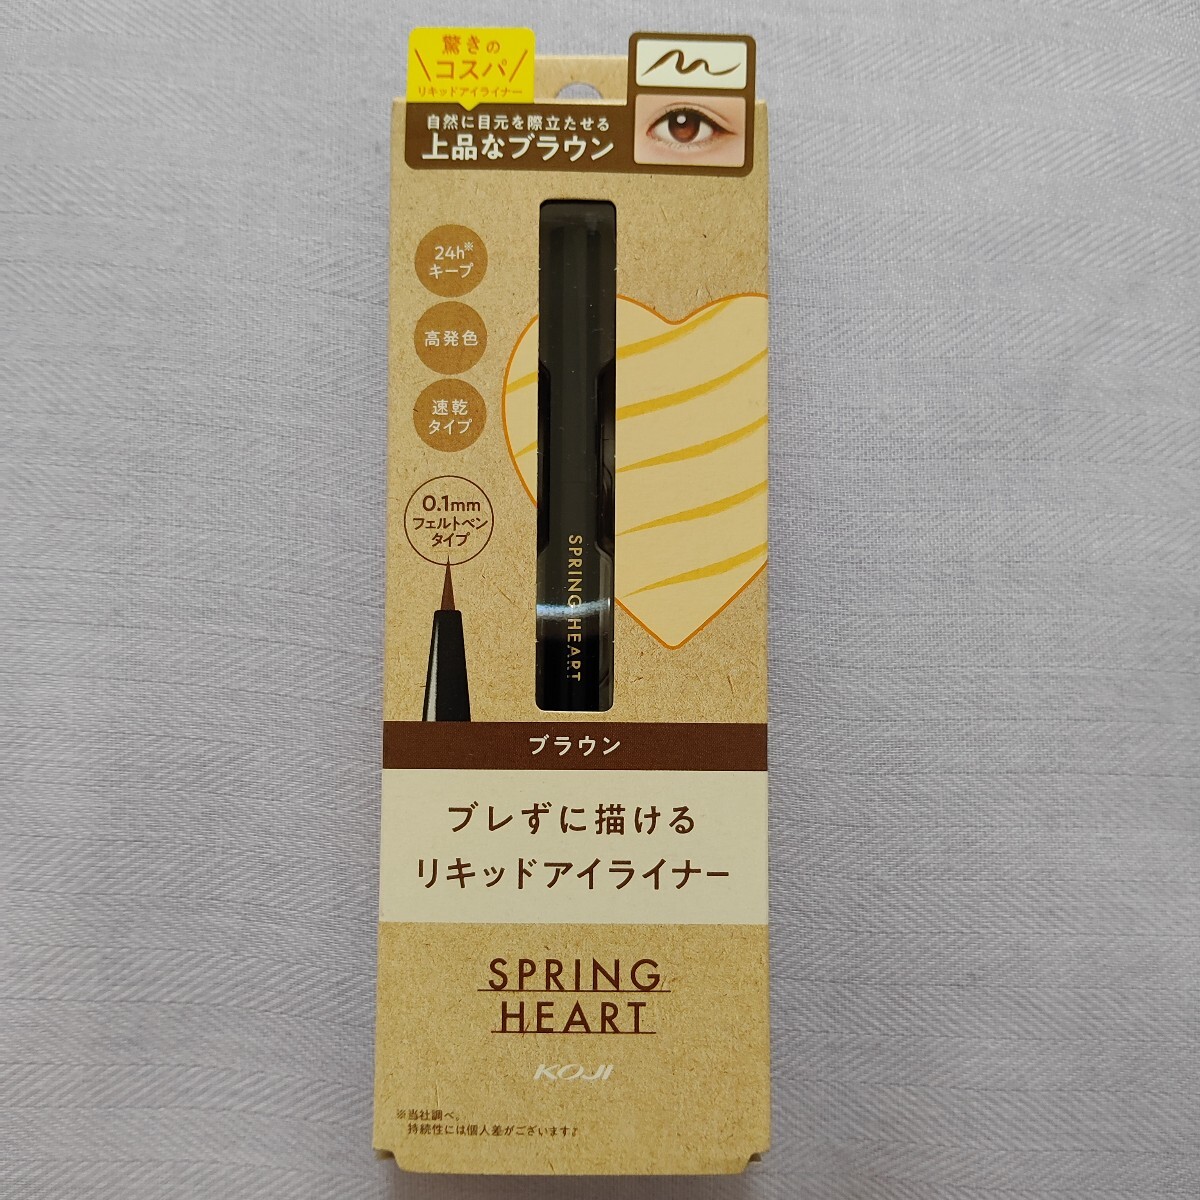 驚きの
コスパ
リキッドアイライナー
自然に目元を際立たせる
上品なブラウン
24h※
キープ
高発色
速乾
タイプ
0.1mm
フェルトペン
タイプ
SPRING HEART
ブラウン
ブレずに描ける
リキッドアイライナー
SPRING
HEART
KOJI
※当社調べ。
持続性には個人差がございます。